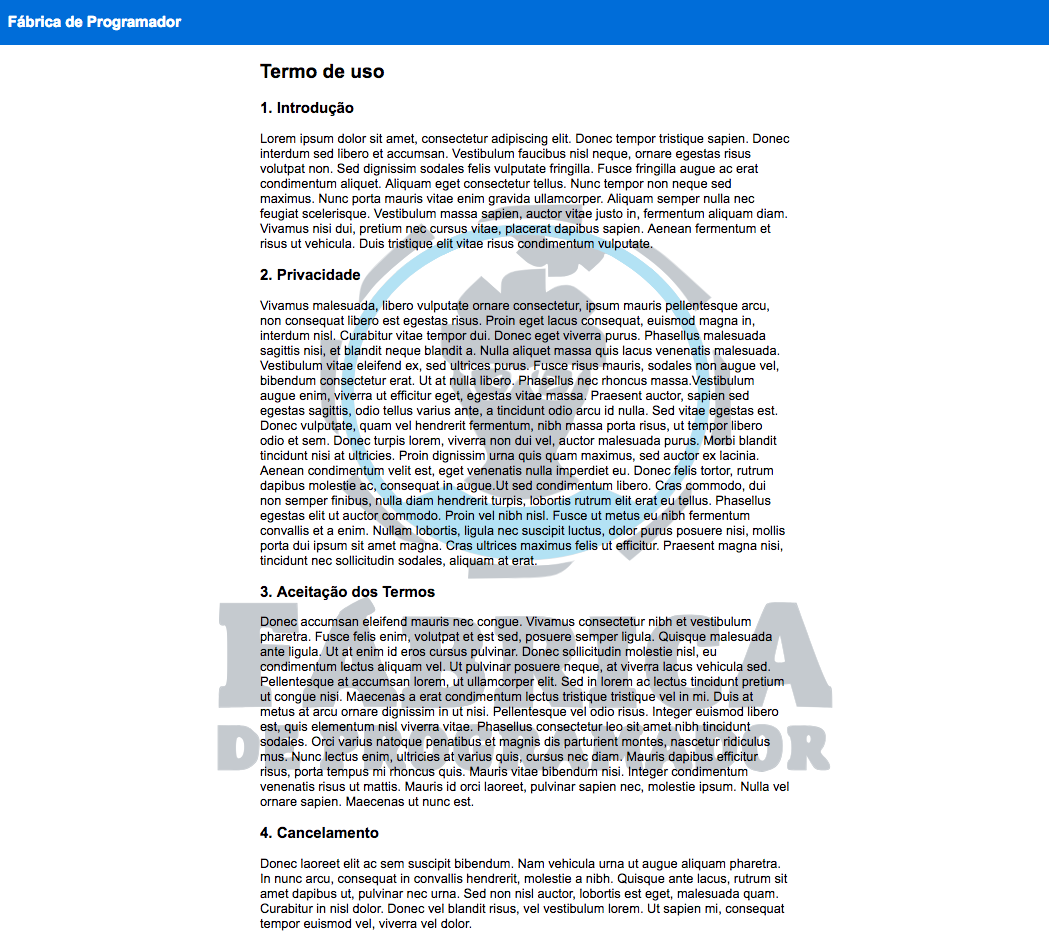 Fábrica de Programador
Termo de uso
1. Introdução
Lorem ipsum dolor sit amet, consectetur adipiscing elit. Donec tempor tristique sapien. Donec
interdum sed libero et accumsan. Vestibulum faucibus nisl neque, ornare egestas risus
volutpat non. Sed dignissim sodales felis vulputate fringilla. Fusce fringilla augue ac erat
condimentum aliquet. Aliquam eget consectetur tellus. Nunc tempor non neque sed
maximus. Nunc porta mauris vitae enim gravida ullamcorper. Aliquam semper nulla nec
feugiat scelerisque. Vestibulum massa sapien, auctor vitae justo in, fermentum aliquam diam.
Vivamus nisi dui, pretium nec cursus vitae, placerat dapibus sapien. Aenean fermentum et
risus ut vehicula. Duis tristique elit vitae risus condimentum vulputate.
2. Privacidade
Vivamus malesuada, libero vulputate ornare consectetur, ipsum mauris pellentesque arcu,
non consequat libero est egestas risus. Proin eget lacus consequat, euismod magna in,
interdum nisl. Curabitur vitae tempor dui. Donec eget viverra purus. Phasellus malesuada
sagittis nisi, et blandit neque blandit a. Nulla aliquet massa quis lacus venenatis malesuada.
Vestibulum vitae eleifend ex, sed ultrices purus. Fusce risus mauris, sodales non augue vel,
bibendum consectetur erat. Ut at nulla libero. Phasellus nec rhoncus massa.Vestibulum
augue enim, viverra ut efficitur eget, egestas vitae massa. Praesent auctor, sapien sed
egestas sagittis, odio tellus varius ante, a tincidunt odio arcu id nulla. Sed vitae egestas est.
Donec vulputate, quam vel hendrerit fermentum, nibh massa porta risus, ut tempor libero
odio et sem. Donec turpis lorem, viverra non dui vel, auctor malesuada purus. Morbi blandit
tincidunt nisi at ultricies. Proin dignissim urna quis quam maximus, sed auctor ex lacinia.
Aenean condimentum velit est, eget venenatis nulla imperdiet eu. Donec felis tortor, rutrum
dapibus molestie ac, consequat in augue.Ut sed condimentum libero. Cras commodo, dui
non semper finibus, nulla diam hendrerit turpis, lobortis rutrum elit erat eu tellus. Phasellus
egestas elit ut auctor commodo. Proin vel nibh nisl. Fusce ut metus eu nibh fermentum
convallis et a enim. Nullam lobortis, ligula nec suscipit luctus, dolor purus posuere nisi, mollis
porta dui ipsum sit amet magna. Cras ultrices maximus felis ut efficitur. Praesent magna nisi,
tincidunt nec sollicitudin sodales, aliquam at erat.
3. Aceitação dos Termos
Donec accumsan eleifend mauris nec congue. Vivamus consectetur nibh et vestibulum
pharetra. Fusce felis enim, volutpat et est sed, posuere semper ligula. Quisque malesuada
ante ligula. Ut at enim id eros cursus pulvinar. Donec sollicitudin molestie nisl, eu
condimentum lectus aliquam vel. Ut pulvinar posuere neque, at viverra lacus vehicula sed.
Pellentesque at accumsan lorem, ut ullamcorper elit. Sed in lorem ac lectus tincidunt pretium
ut congue nisi. Maecenas a erat condimentum lectus tristique tristique vel in mi. Duis at
metus at arcu ornare dignissim in ut nisi. Pellentesque vel odio risus. Integer euismod libero
est, quis elementum nisl viverra vitae. Phasellus consectetur leo sit amet nibh tincidunt
sodales. Orci varius natoque penatibus et magnis dis parturient montes, nascetur ridiculus
mus. Nunc lectus enim, ultricies at varius quis, cursus nec diam. Mauris dapibus efficitur
risus, porta tempus mi rhoncus quis. Mauris vitae bibendum nisi. Integer condimentum
venenatis risus ut mattis. Mauris id orci laoreet, pulvinar sapien nec, molestie ipsum. Nulla vel
ornare sapien. Maecenas ut nunc est.
FÁBRICA
DE PROGRAMADOR
4. Cancelamento
Donec laoreet elit ac sem suscipit bibendum. Nam vehicula urna ut augue aliquam pharetra.
In nunc arcu, consequat in convallis hendrerit, molestie a nibh. Quisque ante lacus, rutrum sit
amet dapibus ut, pulvinar nec urna. Sed non nisl auctor, lobortis est eget, malesuada quam.
Curabitur in nisl dolor. Donec vel blandit risus, vel vestibulum lorem. Ut sapien mi, consequat
tempor euismod vel, viverra vel dolor.